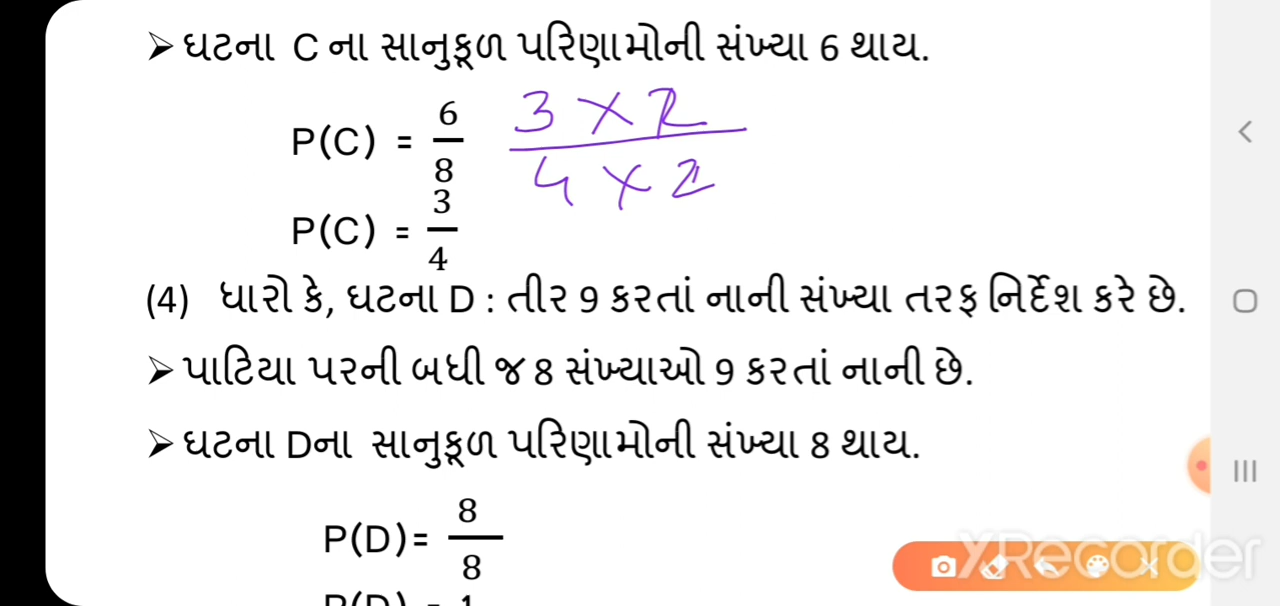 ➢ ઘટના C ના સાનુકૂળ પરિણામોની સંખ્યા 6 થાય.
P(C) = 6/8 3 × 2 / 4 × 2
P(C) = 3/4
(4) ધારો કે, ઘટના D : તીર 9 કરતાં નાની સંખ્યા તરફ નિર્દેશ કરે છે.
➢ પાટિયા પરની બધી જ 8 સંખ્યાઓ 9 કરતાં નાની છે.
➢ ઘટના Dના સાનુકૂળ પરિણામોની સંખ્યા 8 થાય.
P(D)= 8/8
P(D) = 1
XRecorder